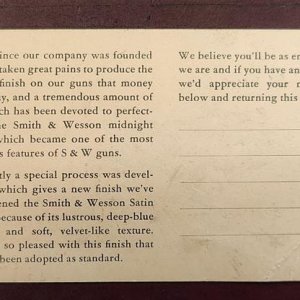 ince our company was founded
taken great pains to produce the
finish on our guns that money
y, and a tremendous amount of
ch has been devoted to perfect-
he Smith & Wesson midnight
which became one of the most
s features of S & W guns.
tly a special process was devel-
which gives a new finish we've
ened the Smith & Wesson Satin
ecause of its lustrous, deep-blue
and soft, velvet-like texture.
so pleased with this finish that
been adopted as standard.
We believe you'll be as en
we are and if you have an
we'd appreciate your n
below and returning this